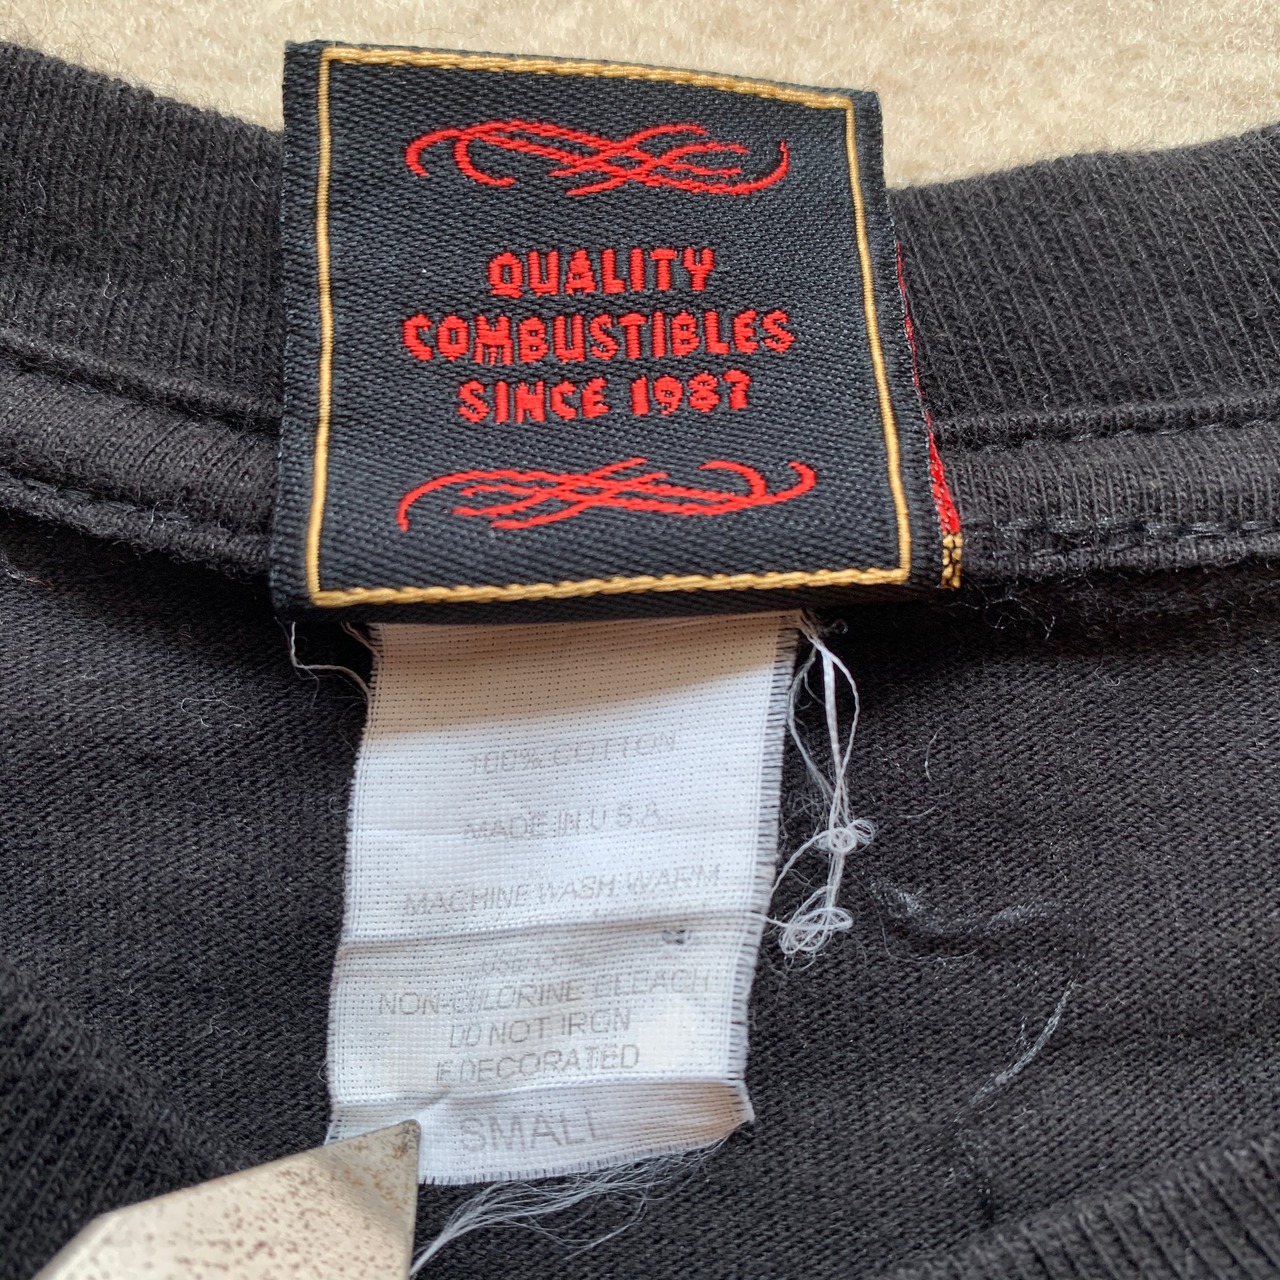 QUALITY
COMBUSTIBLES
SINCE 1987
100% COTTON
MADE IN U S A
MACHINE WASH WARM
NON-CHLORINE BLEACH
DO NOT IRON
IF DECORATED
SMALL